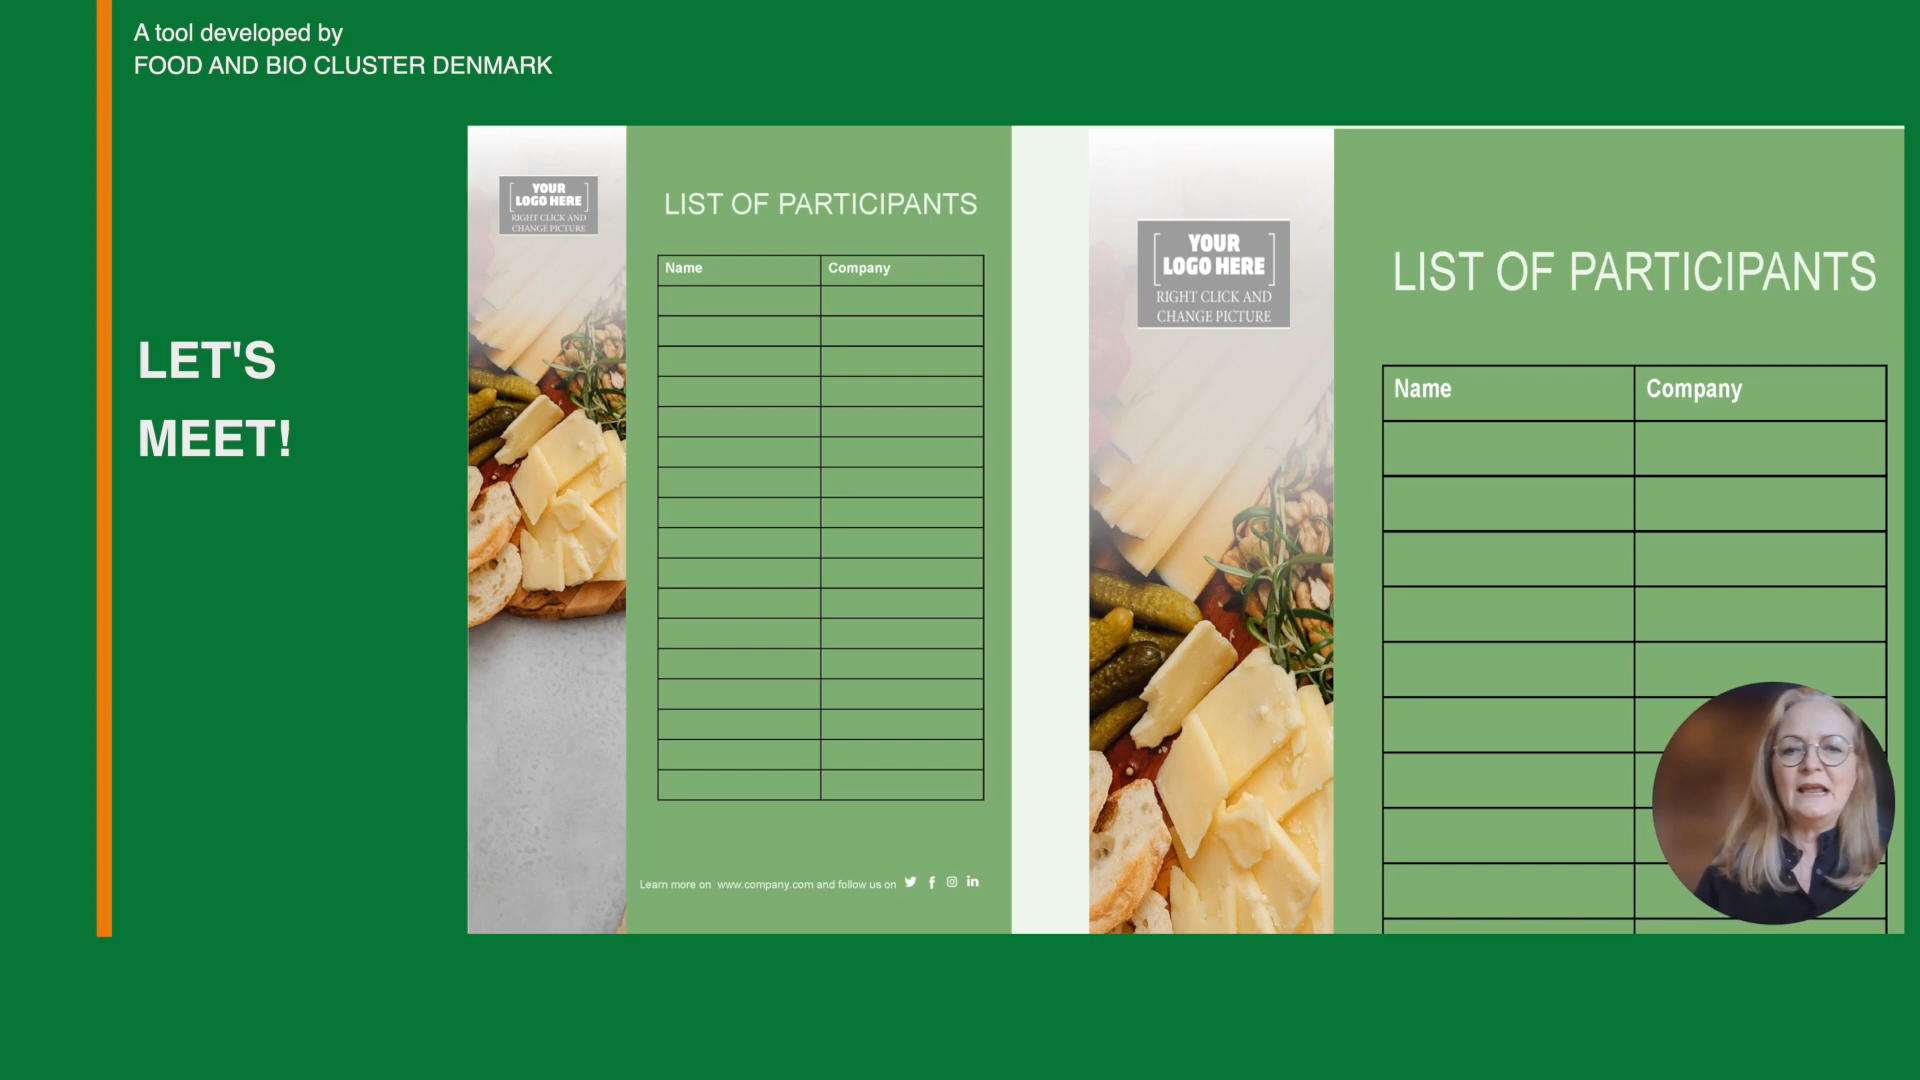 A tool developed by
FOOD AND BIO CLUSTER DENMARK
LET'S
MEET!
YOUR
LOGO HERE
RIGHT CLICK AND
CHANGE PICTURE
LIST OF PARTICIPANTS
Name Company
Learn more on www.company.com and follow us on
YOUR
LOGO HERE
RIGHT CLICK AND
CHANGE PICTURE
LIST OF PARTICIPANTS
Name Company